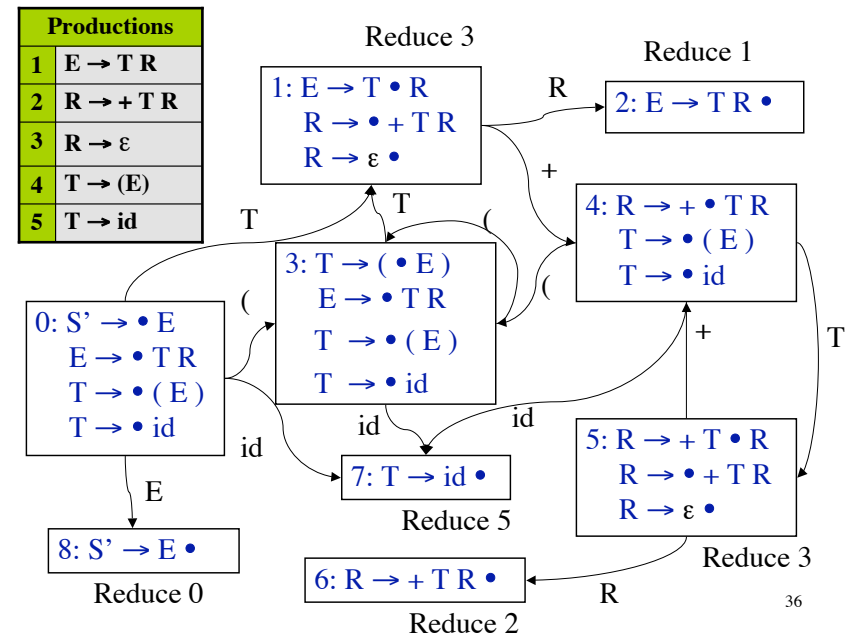 Productions
1 E → T R
2 R → + T R
3 R → ε
4 T → (E)
5 T → id
Reduce 3
1: E → T • R
R → • + T R
R → ε •
R
Reduce 1
2: E → T R •
+
T
T
(
(
4: R → + • T R
T → • ( E )
T → • id
3: T → ( • E )
E → • T R
T → • ( E )
T → • id
(
0: S’ → • E
E → • T R
T → • ( E )
T → • id
+
T
id
id
id
7: T → id •
Reduce 5
5: R → + T • R
R → • + T R
R → ε •
Reduce 3
E
8: S’ → E •
Reduce 0
6: R → + T R •
Reduce 2
R
36